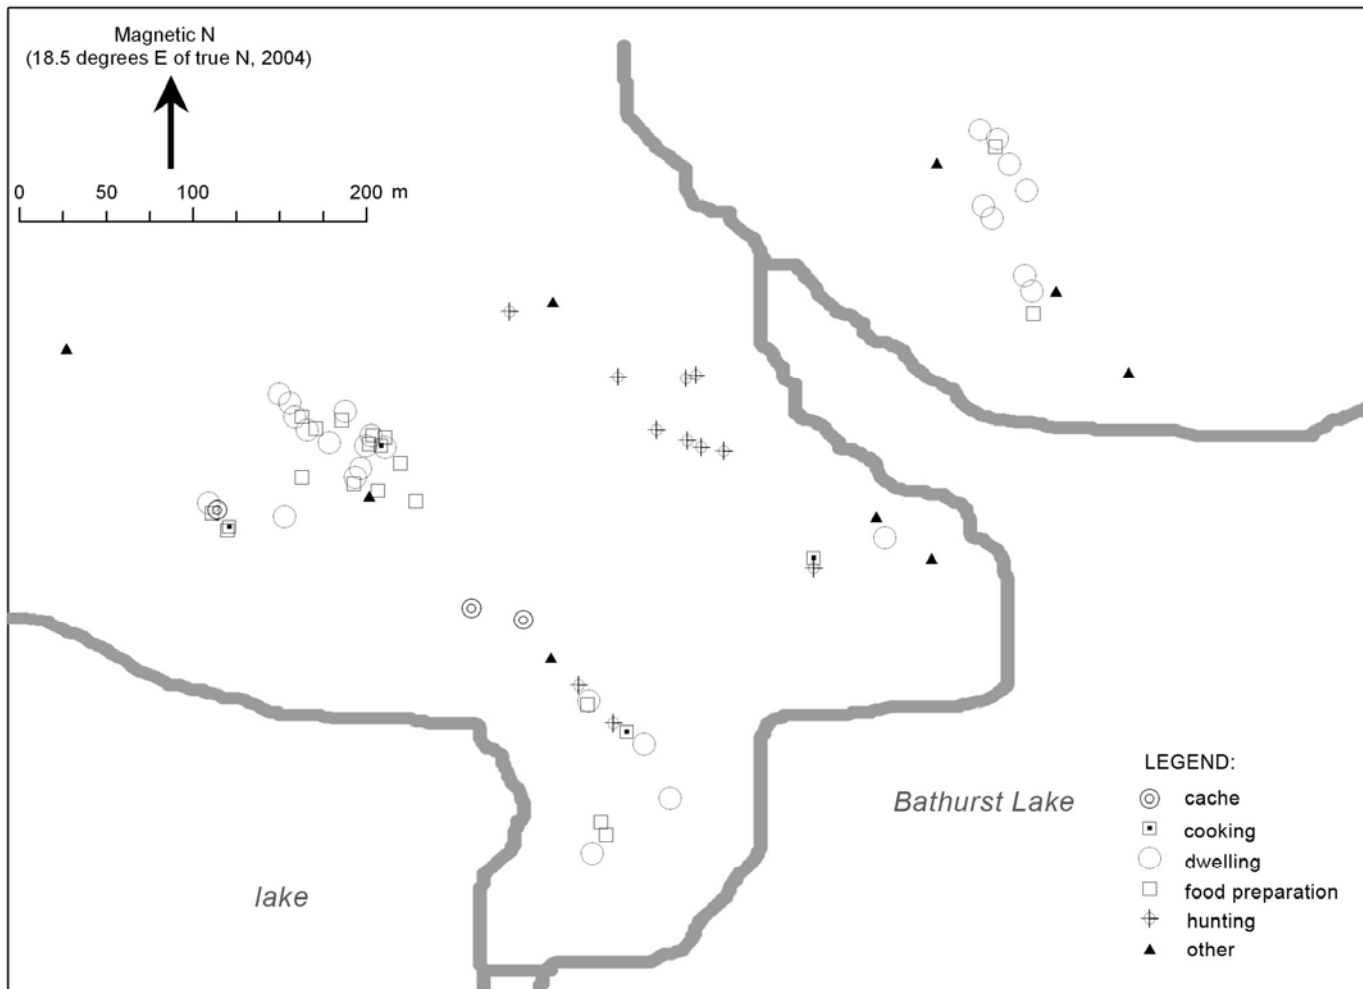 Magnetic N
(18.5 degrees E of true N, 2004)
0 50 100 200 m
Bathurst Lake
lake
LEGEND:
cache
cooking
dwelling
food preparation
hunting
other